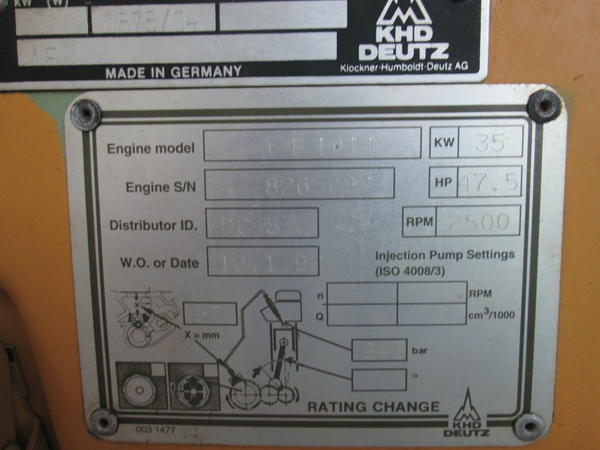 KW (W)
KHD
DEUTZ
MADE IN GERMANY
Klöckner-Humboldt-Deutz AG
Engine model F4L1011
KW 35
Engine S/N
HP 47.5
Distributor ID.
RPM 2500
W.O. or Date
Injection Pump Settings
(ISO 4008/3)
n RPM
Q cm³/1000
X = mm
bar
°
RATING CHANGE
KHD
DEUTZ
003 1477